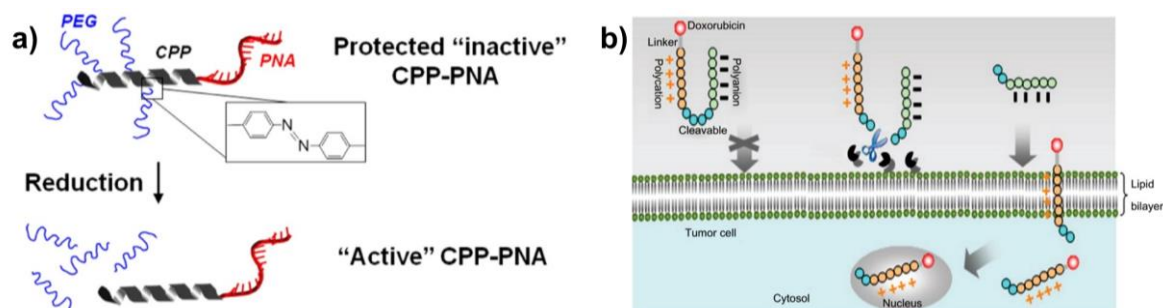 a)
PEG
CPP
PNA
Protected “inactive”
CPP-PNA
N
N
Reduction
“Active” CPP-PNA
b)
Doxorubicin
Linker
Polycation
+
+
+
+
Polyanion
Cleavable
+
+
+
+
+
+
+
+
Lipid
bilayer
Tumor cell
Cytosol
Nucleus
++++
++++